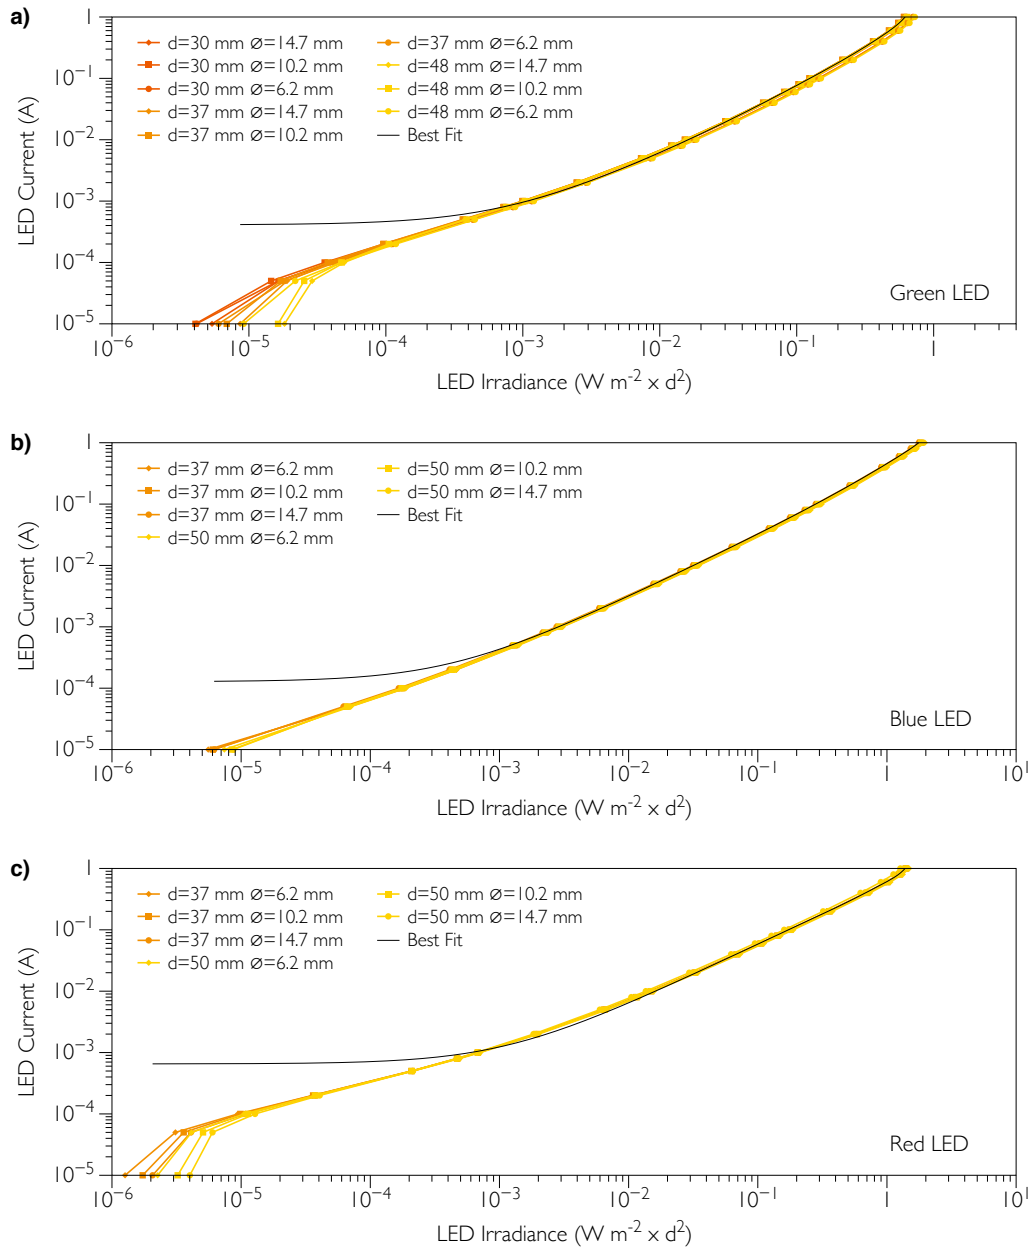 a)
1
10-1
10-2
10-3
10-4
10-5
LED Current (A)
d=30 mm Ø=14.7 mm
d=30 mm Ø=10.2 mm
d=30 mm Ø=6.2 mm
d=37 mm Ø=14.7 mm
d=37 mm Ø=10.2 mm
d=37 mm Ø=6.2 mm
d=48 mm Ø=14.7 mm
d=48 mm Ø=10.2 mm
d=48 mm Ø=6.2 mm
Best Fit
Green LED
10-6 10-5 10-4 10-3 10-2 10-1 1
LED Irradiance (W m-2 x d2)
b)
1
10-1
10-2
10-3
10-4
10-5
LED Current (A)
d=37 mm Ø=6.2 mm
d=37 mm Ø=10.2 mm
d=37 mm Ø=14.7 mm
d=50 mm Ø=6.2 mm
d=50 mm Ø=10.2 mm
d=50 mm Ø=14.7 mm
Best Fit
Blue LED
10-6 10-5 10-4 10-3 10-2 10-1 1 101
LED Irradiance (W m-2 x d2)
c)
1
10-1
10-2
10-3
10-4
10-5
LED Current (A)
d=37 mm Ø=6.2 mm
d=37 mm Ø=10.2 mm
d=37 mm Ø=14.7 mm
d=50 mm Ø=6.2 mm
d=50 mm Ø=10.2 mm
d=50 mm Ø=14.7 mm
Best Fit
Red LED
10-6 10-5 10-4 10-3 10-2 10-1 1 101
LED Irradiance (W m-2 x d2)